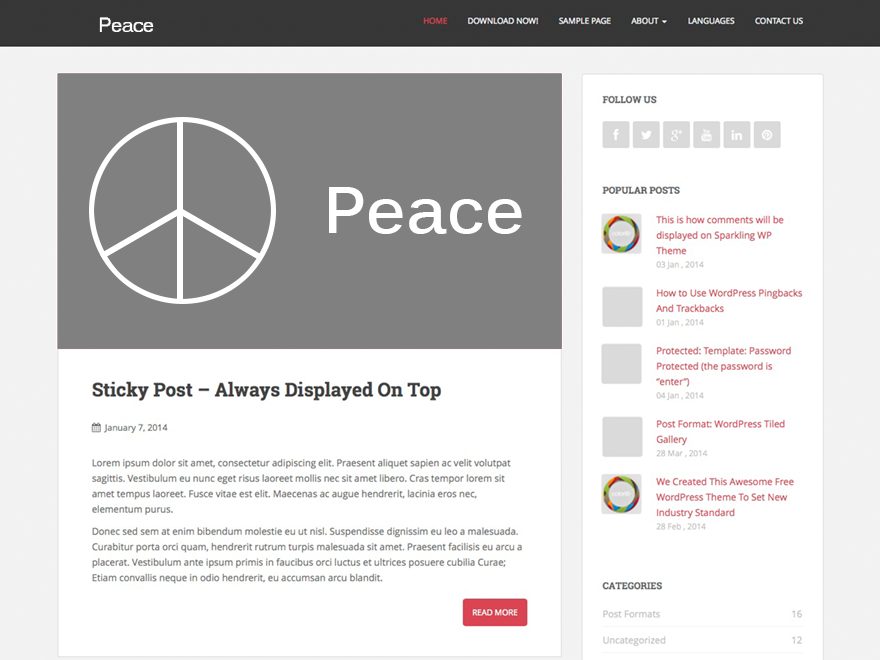 Peace
HOME DOWNLOAD NOW! SAMPLE PAGE ABOUT LANGUAGES CONTACT US
Peace
Sticky Post – Always Displayed On Top
January 7, 2014
Lorem ipsum dolor sit amet, consectetur adipiscing elit. Praesent aliquet sapien ac velit volutpat
sagittis. Vestibulum eu nunc eget risus laoreet mollis nec sit amet libero. Cras tempor lorem sit
amet tempus laoreet. Fusce vitae est elit. Maecenas ac augue hendrerit, lacinia eros nec,
elementum purus.
Donec sed sem at enim bibendum molestie eu ut nisl. Suspendisse dignissim eu leo a malesuada.
Curabitur porta orci quam, hendrerit rutrum turpis malesuada sit amet. Praesent facilisis eu arcu a
placerat. Vestibulum ante ipsum primis in faucibus orci luctus et ultrices posuere cubilia Curae;
Etiam convallis neque in odio hendrerit, eu accumsan arcu blandit.
READ MORE
FOLLOW US
POPULAR POSTS
This is how comments will be
displayed on Sparkling WP
Theme
03 Jan , 2014
How to Use WordPress Pingbacks
And Trackbacks
01 Jan , 2014
Protected: Template: Password
Protected (the password is
“enter”)
04 Jan , 2014
Post Format: WordPress Tiled
Gallery
28 Mar , 2014
We Created This Awesome Free
WordPress Theme To Set New
Industry Standard
28 Feb , 2014
CATEGORIES
Post Formats 16
Uncategorized 12